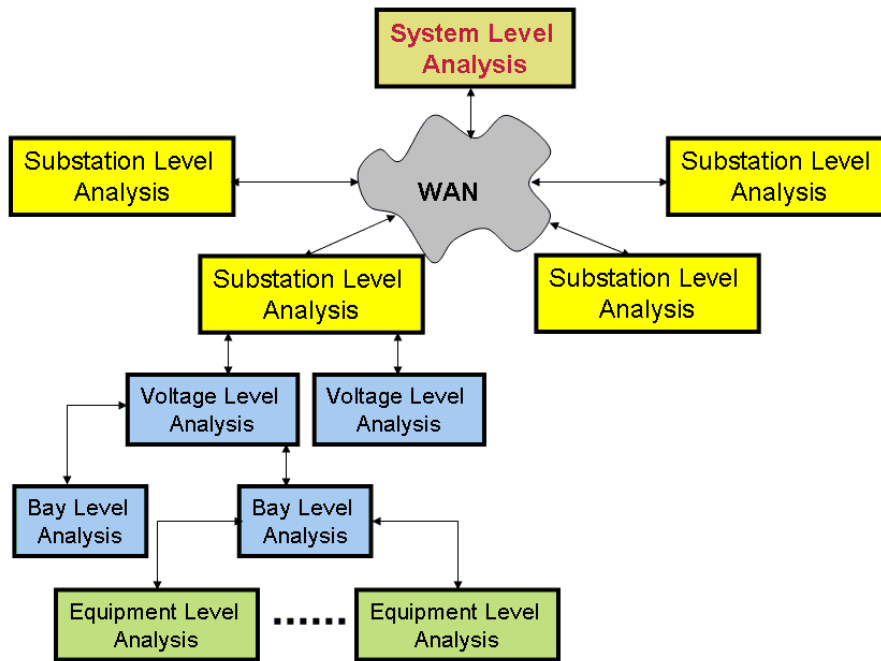 System Level
Analysis
Substation Level
Analysis
WAN
Substation Level
Analysis
Substation Level
Analysis
Substation Level
Analysis
Voltage Level
Analysis
Voltage Level
Analysis
Bay Level
Analysis
Bay Level
Analysis
Equipment Level
Analysis
Equipment Level
Analysis